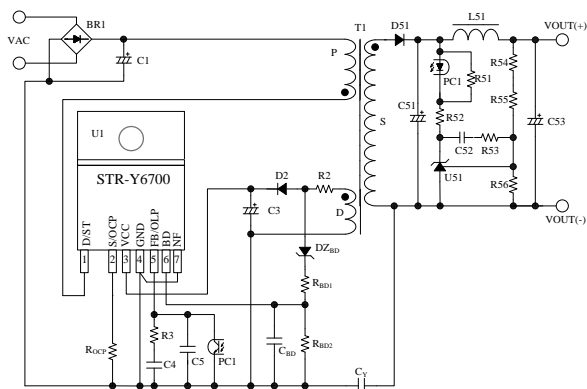 BR1
VAC
C1
T1
P
D51
L51
VOUT(+)
PC1
R51
R54
R55
C51
R52
C53
S
C52
R53
U51
R56
VOUT(-)
U1
STR-Y6700
D2
R2
C3
D
D/ST
S/OCP
VCC
GND
FB/OLP
BD
NF
1
2
3
4
5
6
7
DZBD
RBD1
ROCP
R3
C4
C5
PC1
CBD
RBD2
CY